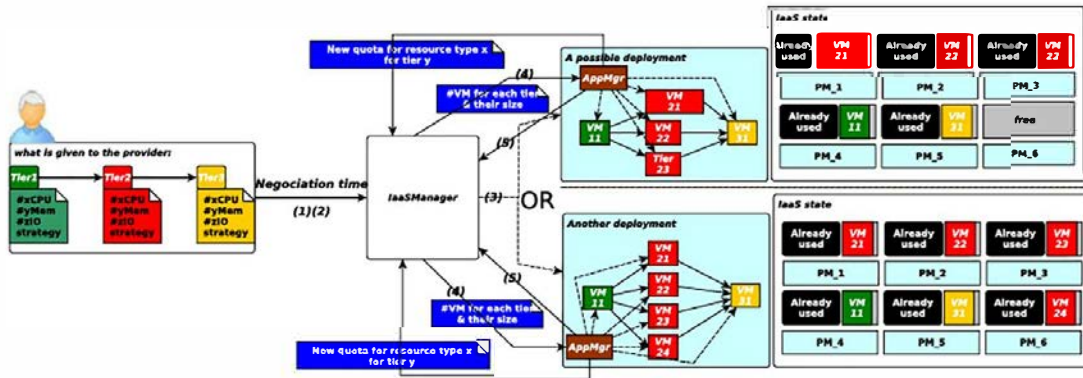 what is given to the provider:
Tier1
Tier2
Tier3
#xCPU
#yMem
#zIO
strategy
#xCPU
#yMem
#zIO
strategy
#xCPU
#yMem
#zIO
strategy
Negociation time
(1)(2)
IaaSManager
New quota for resource type x
for tier y
(4)
#VM for each tier
& their size
(5)
(3)
OR
(5)
(4)
#VM for each tier
& their size
New quota for resource type x
for tier y
A possible deployment
AppMgr
VM
21
VM
11
VM
22
VM
31
Tier
23
Another deployment
VM
21
VM
22
VM
11
VM
31
VM
23
VM
24
AppMgr
IaaS state
Already
used
VM
21
Already
used
VM
22
Already
used
VM
PM_1
PM_2
PM_3
Already
used
VM
11
Already
used
VM
31
free
PM_4
PM_5
PM_6
IaaS state
Already
used
VM
21
Already
used
VM
22
Already
used
VM
23
PM_1
PM_2
PM_3
Already
used
VM
11
Already
used
VM
31
Already
used
VM
24
PM_4
PM_5
PM_6